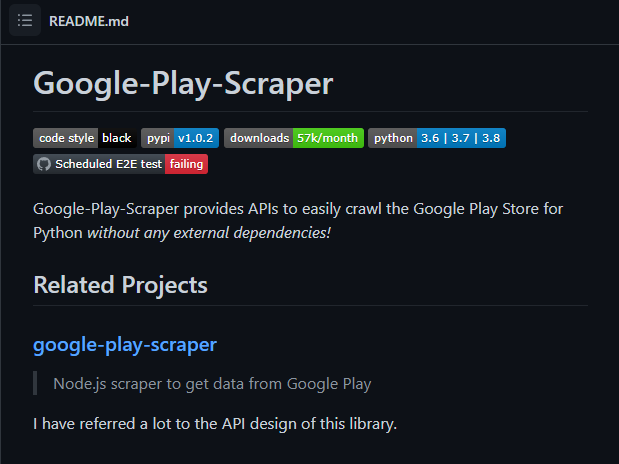 README.md
Google-Play-Scraper
code style black pypi v1.0.2 downloads 57k/month python 3.6 | 3.7 | 3.8
Scheduled E2E test failing
Google-Play-Scraper provides APIs to easily crawl the Google Play Store for
Python without any external dependencies!
Related Projects
google-play-scraper
Node.js scraper to get data from Google Play
I have referred a lot to the API design of this library.